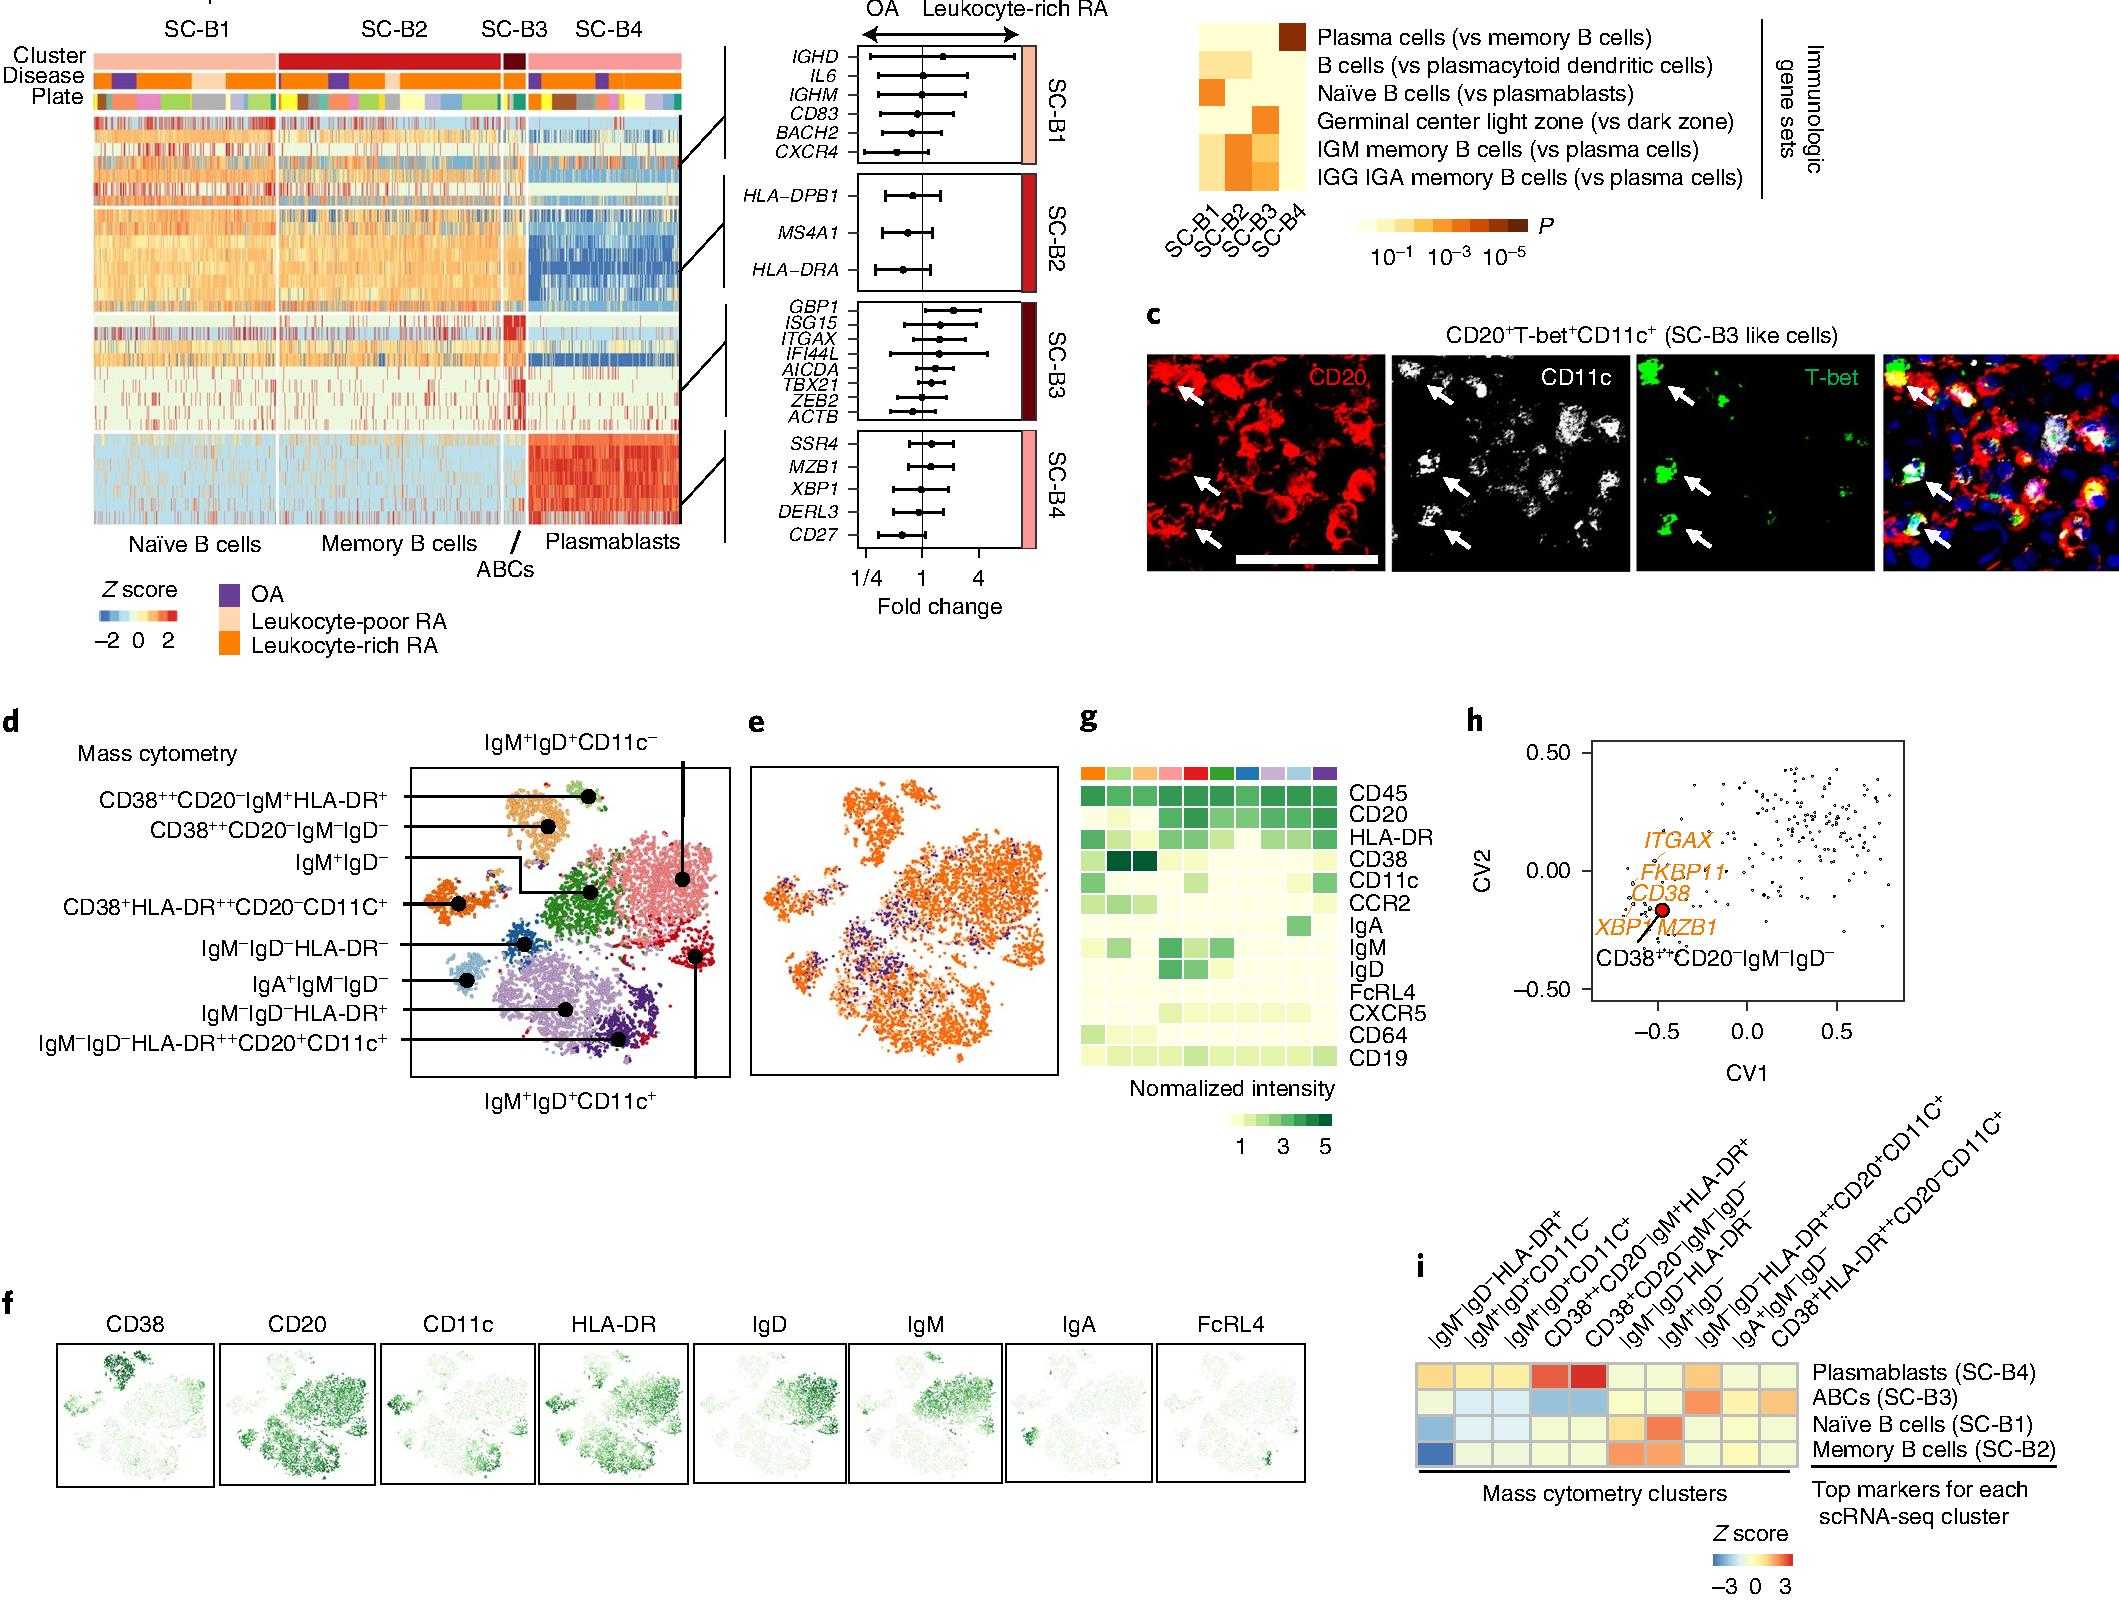 SC-B1 SC-B2 SC-B3 SC-B4
Cluster
Disease
Plate
Naïve B cells Memory B cells ABCs Plasmablasts
Z score
–2 0 2
OA
Leukocyte-poor RA
Leukocyte-rich RA
OA Leukocyte-rich RA
IGHD
IL6
IGHM
CD83
BACH2
CXCR4
SC-B1
HLA–DPB1
MS4A1
HLA–DRA
SC-B2
GBP1
ISG15
ITGAX
IFI44L
AICDA
TBX21
ZEB2
ACTB
SC-B3
SSR4
MZB1
XBP1
DERL3
CD27
SC-B4
1/4 1 4
Fold change
Plasma cells (vs memory B cells)
B cells (vs plasmacytoid dendritic cells)
Naïve B cells (vs plasmablasts)
Germinal center light zone (vs dark zone)
IGM memory B cells (vs plasma cells)
IGG IGA memory B cells (vs plasma cells)
Immunologic
gene sets
SC-B1
SC-B2
SC-B3
SC-B4
P
10⁻¹ 10⁻³ 10⁻⁵
c
CD20⁺T-bet⁺CD11c⁺ (SC-B3 like cells)
CD20 CD11c T-bet
d
Mass cytometry
IgM⁺IgD⁺CD11c⁻
CD38⁺⁺CD20⁻IgM⁺HLA-DR⁺
CD38⁺⁺CD20⁻IgM⁻IgD⁻
IgM⁺IgD⁻
CD38⁺HLA-DR⁺⁺CD20⁻CD11C⁺
IgM⁻IgD⁻HLA-DR⁻
IgA⁺IgM⁻IgD⁻
IgM⁻IgD⁻HLA-DR⁺
IgM⁻IgD⁻HLA-DR⁺⁺CD20⁺CD11c⁺
IgM⁺IgD⁺CD11c⁺
e
g
CD45
CD20
HLA-DR
CD38
CD11c
CCR2
IgA
IgM
IgD
FcRL4
CXCR5
CD64
CD19
Normalized intensity
1 3 5
h
CV2
0.50
0.00
–0.50
ITGAX
FKBP11
CD38
XBP1 MZB1
CD38⁺⁺CD20⁻IgM⁻IgD⁻
–0.5 0.0 0.5
CV1
f
CD38 CD20 CD11c HLA-DR IgD IgM IgA FcRL4
i
IgM⁻IgD⁻HLA-DR⁺
IgM⁺IgD⁺CD11C⁻
IgM⁺IgD⁺CD11C⁺
CD38⁺⁺CD20⁻IgM⁺HLA-DR⁺
CD38⁺CD20⁻IgM⁻IgD⁻
IgM⁻IgD⁻HLA-DR⁻
IgM⁺IgD⁻
IgM⁻IgD⁻HLA-DR⁺⁺CD20⁺CD11C⁺
IgA⁺IgM⁻IgD⁻
CD38⁺HLA-DR⁺⁺CD20⁻CD11C⁺
Plasmablasts (SC-B4)
ABCs (SC-B3)
Naïve B cells (SC-B1)
Memory B cells (SC-B2)
Mass cytometry clusters
Top markers for each
scRNA-seq cluster
Z score
–3 0 3